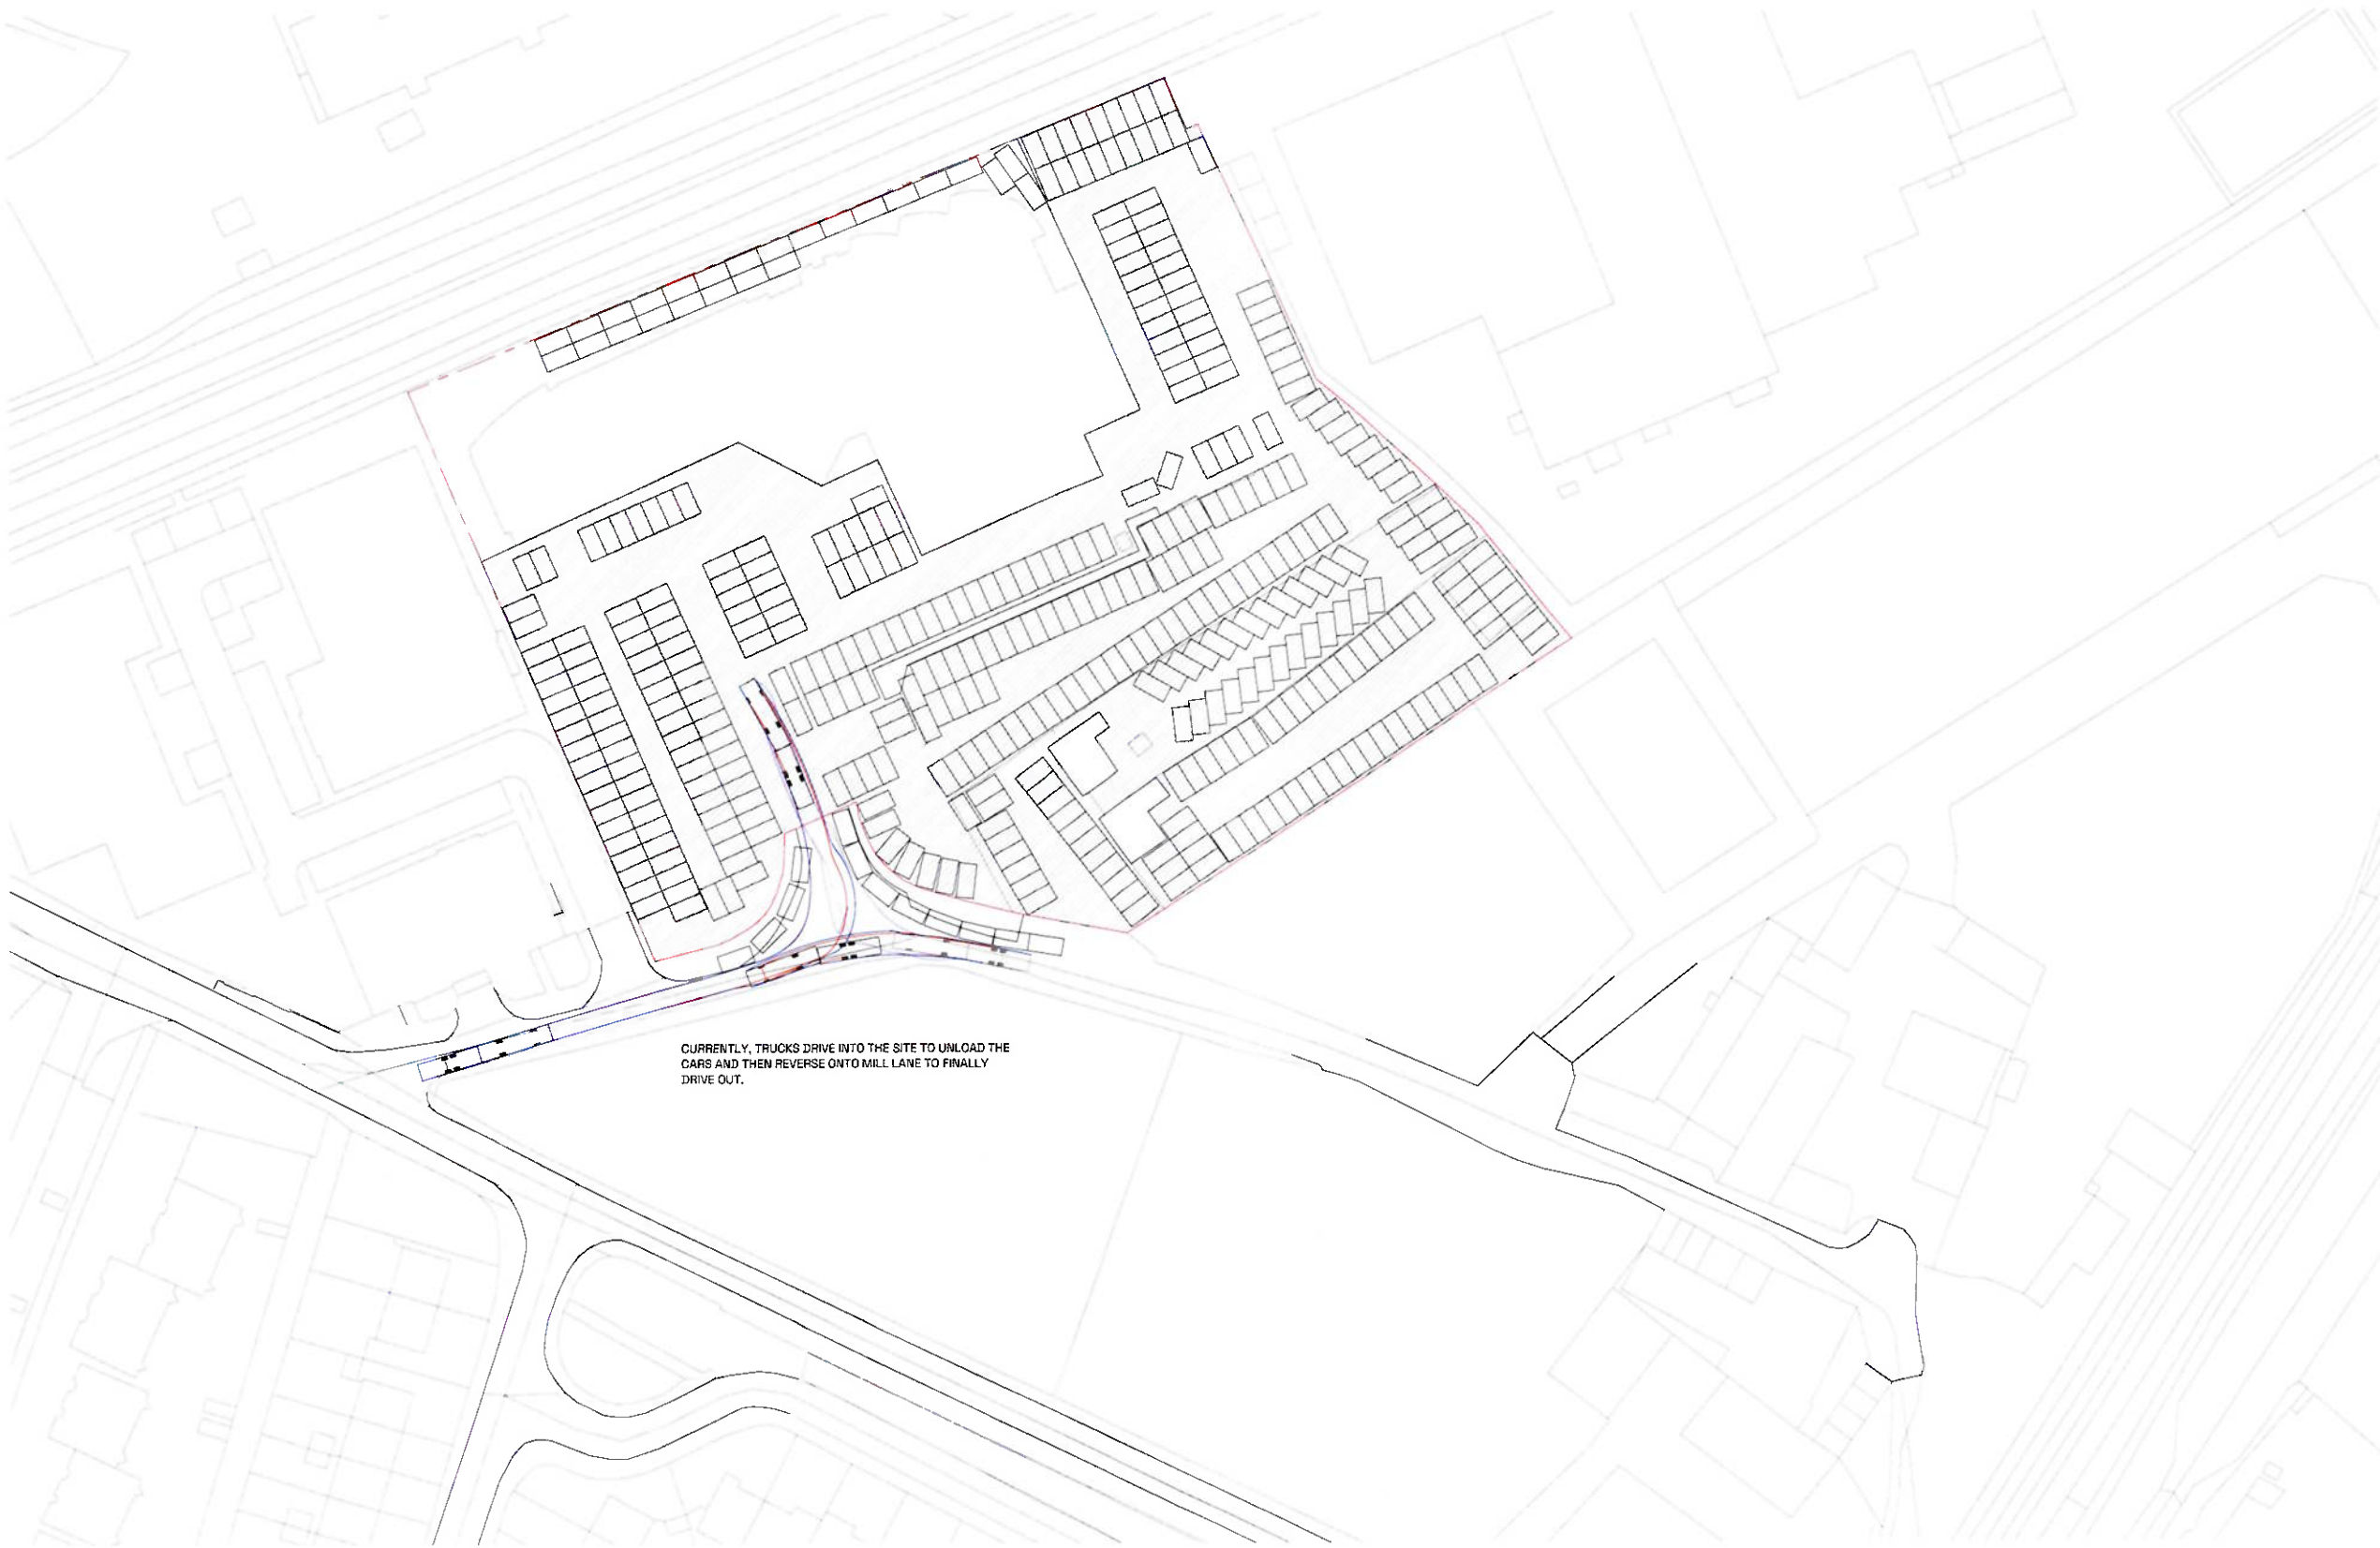 CURRENTLY, TRUCKS DRIVE INTO THE SITE TO UNLOAD THE
CARS AND THEN REVERSE ONTO MILL LANE TO FINALLY
DRIVE OUT.